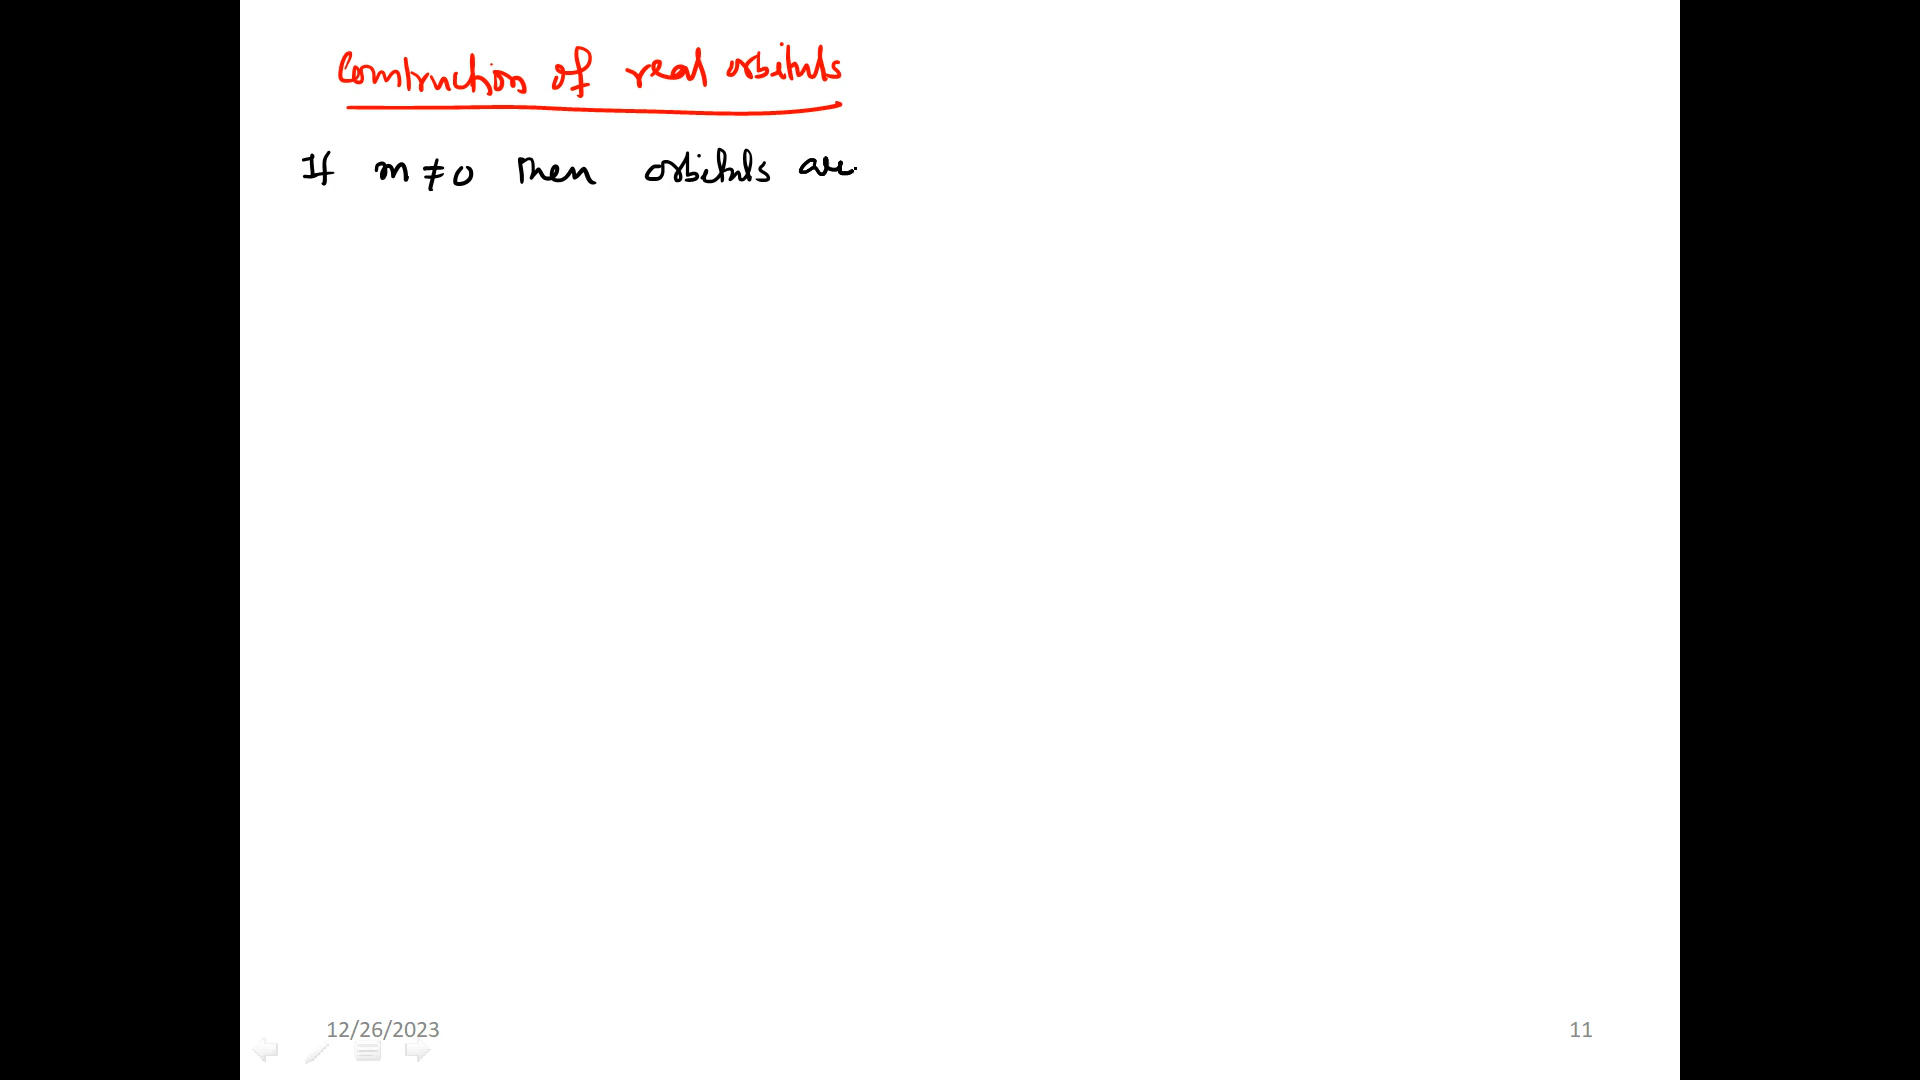 Construction of real orbitals
If m ≠ 0 then orbitals are
12/26/2023
11